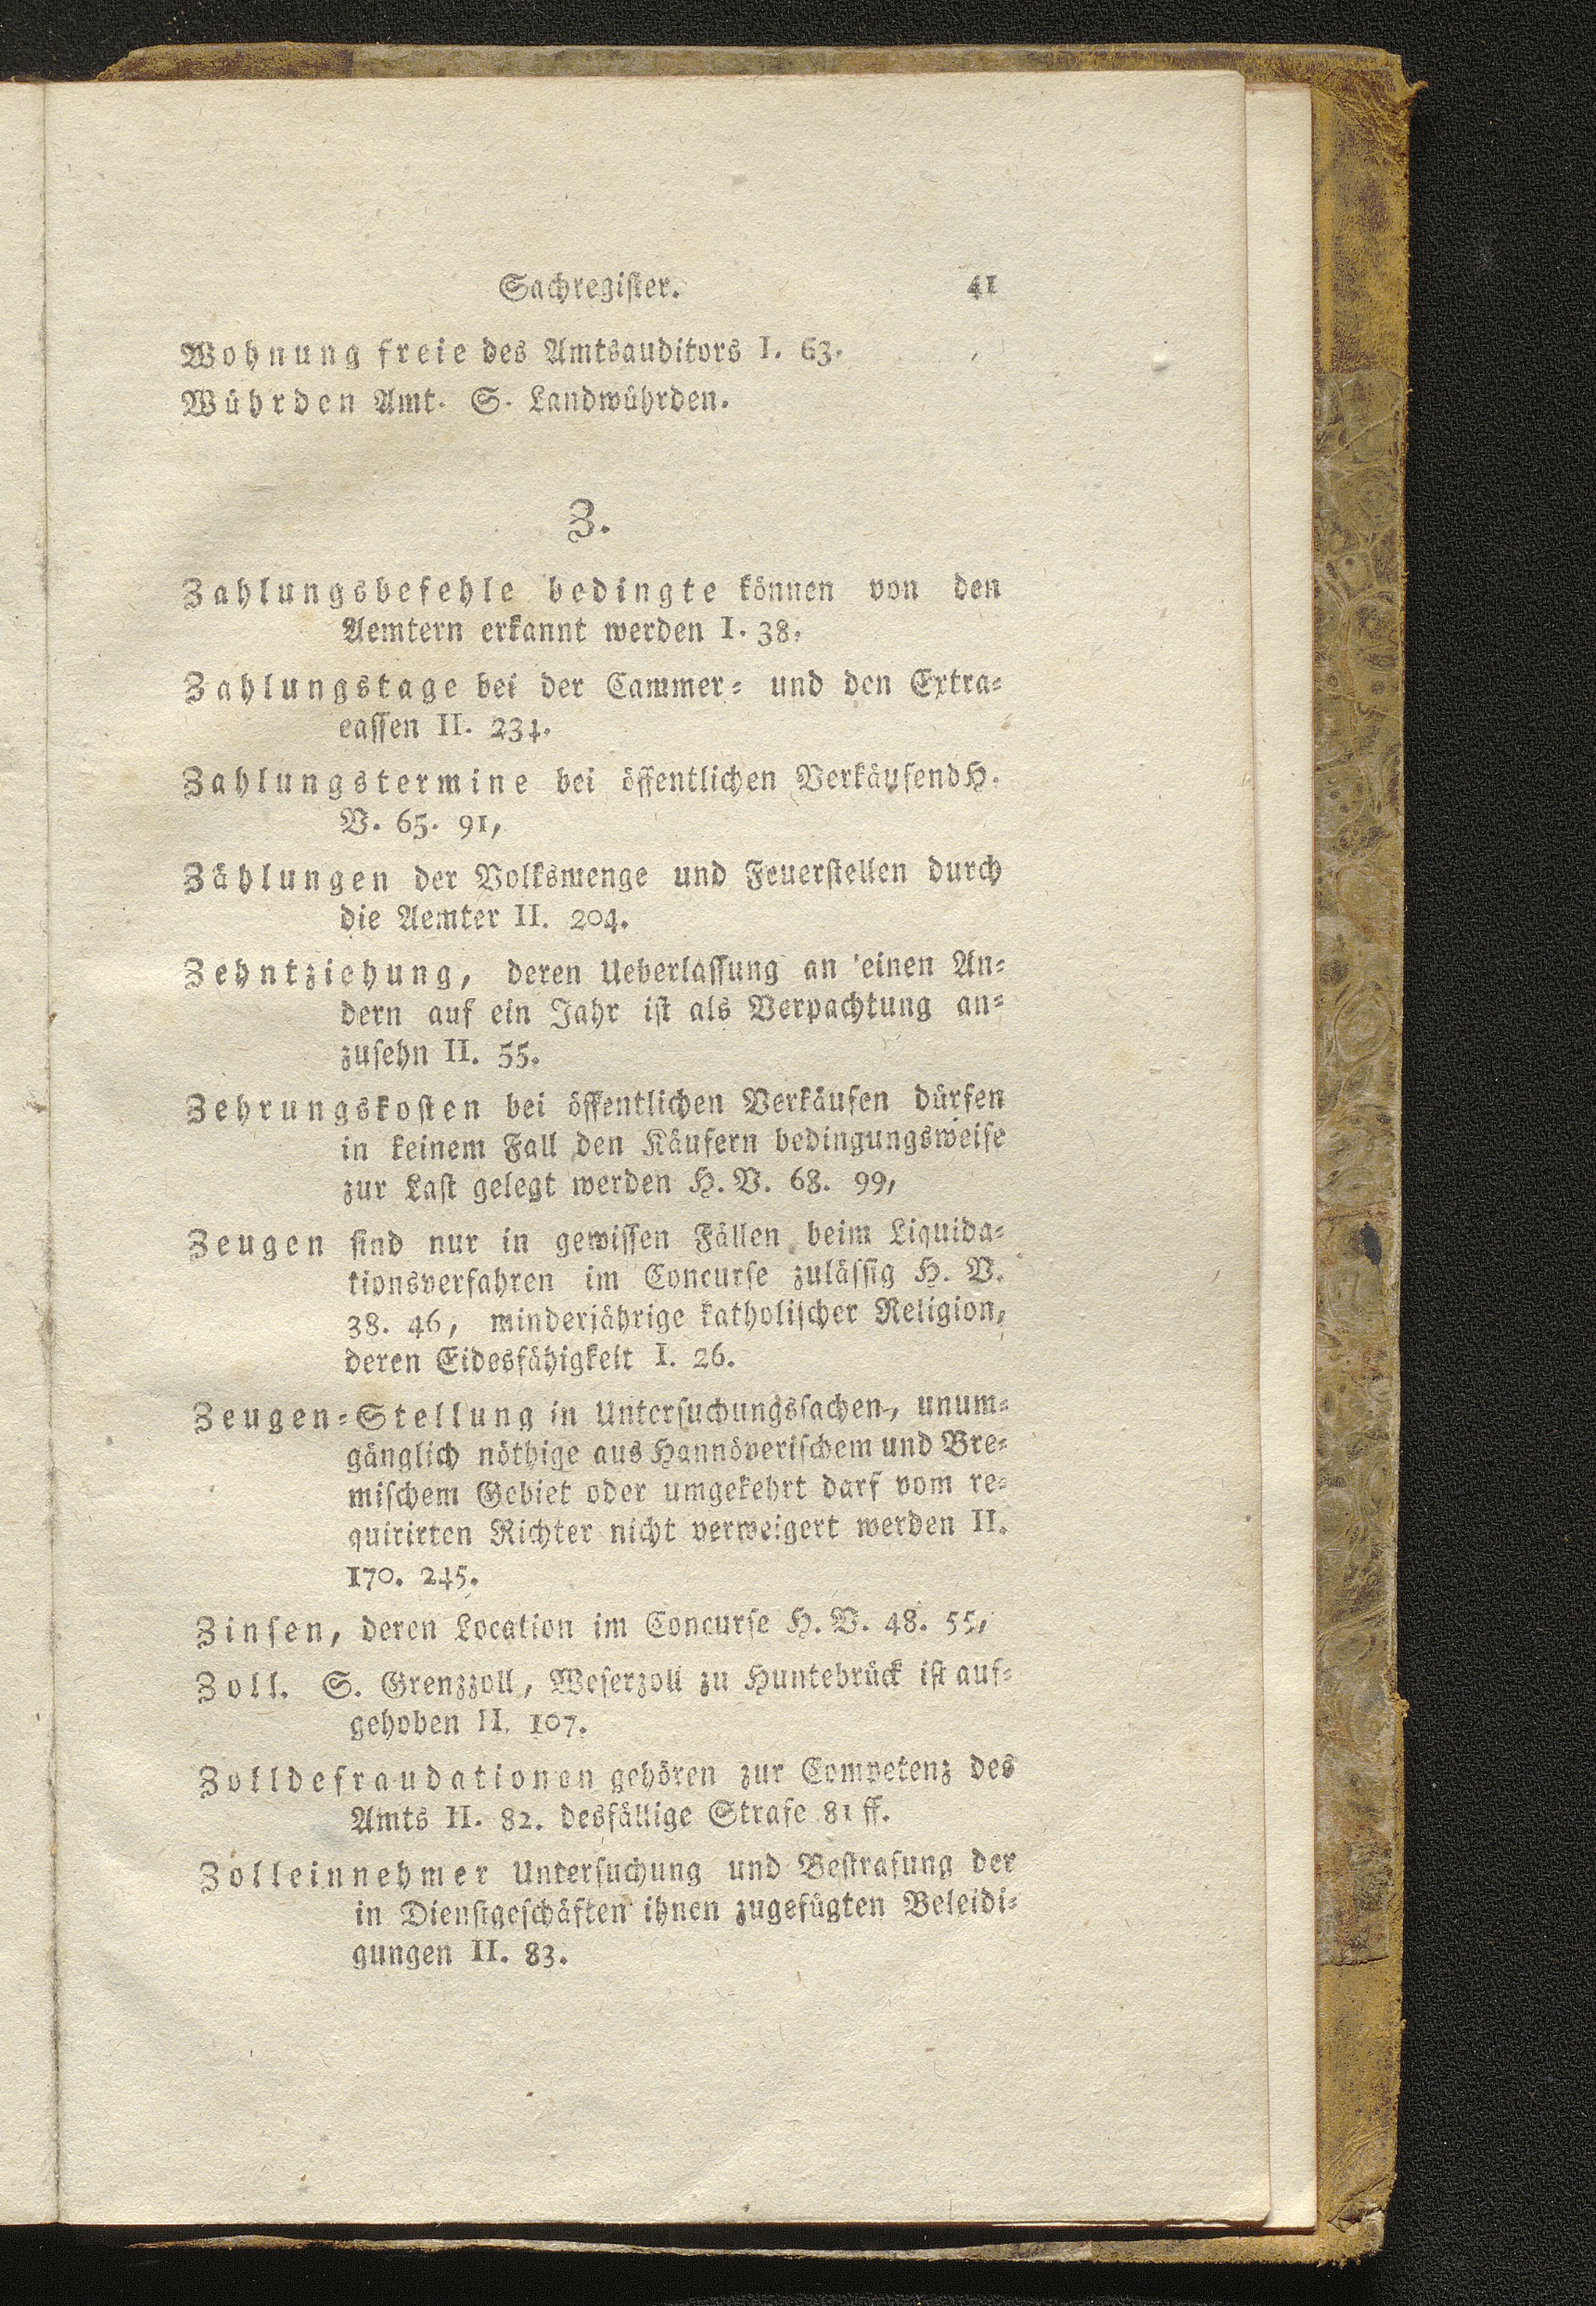 Sachregister. 41
Wohnung freie des Amtsauditors I. 63.
Wührden Amt. S. Landwührden.
Z.
Zahlungsbefehle bedingte können von den
Aemtern erkannt werden I. 38.
Zahlungstage bei der Cammer- und den Extra-
eassen II. 234.
Zahlungstermine bei öffentlichen VerkäufendH.
V. 65. 91,
Zählungen der Volksmenge und Feuerstellen durch
die Aemter II. 204.
Zehntziehung, deren Ueberlassung an einen An-
dern auf ein Jahr ist als Verpachtung an-
zusehn II. 55.
Zehrungskosten bei öffentlichen Verkäufen dürfen
in keinem Fall den Käufern bedingungsweise
zur Last gelegt werden H. V. 68. 99,
Zeugen sind nur in gewissen Fällen beim Liquida-
tionsverfahren im Concurse zulässig H. V.
38. 46, minderjährige katholischer Religion,
deren Eidesfähigkeit I. 26.
Zeugen-Stellung in Untersuchungssachen, unum-
gänglich nöthige aus Hannöverischem und Bre-
mischem Gebiet oder umgekehrt darf vom re-
quirirten Richter nicht verweigert werden II.
170. 245.
Zinsen, deren Location im Concurse H. V. 48. 55,
Zoll. S. Grenzzoll, Weserzoll zu Huntebrück ist auf-
gehoben II. 107.
Zolldefraudationen gehören zur Competenz des
Amts II. 82. desfällige Strafe 81 ff.
Zolleinnehmer Untersuchung und Bestrafung der
in Dienstgeschäften ihnen zugefügten Beleidi-
gungen II. 83.